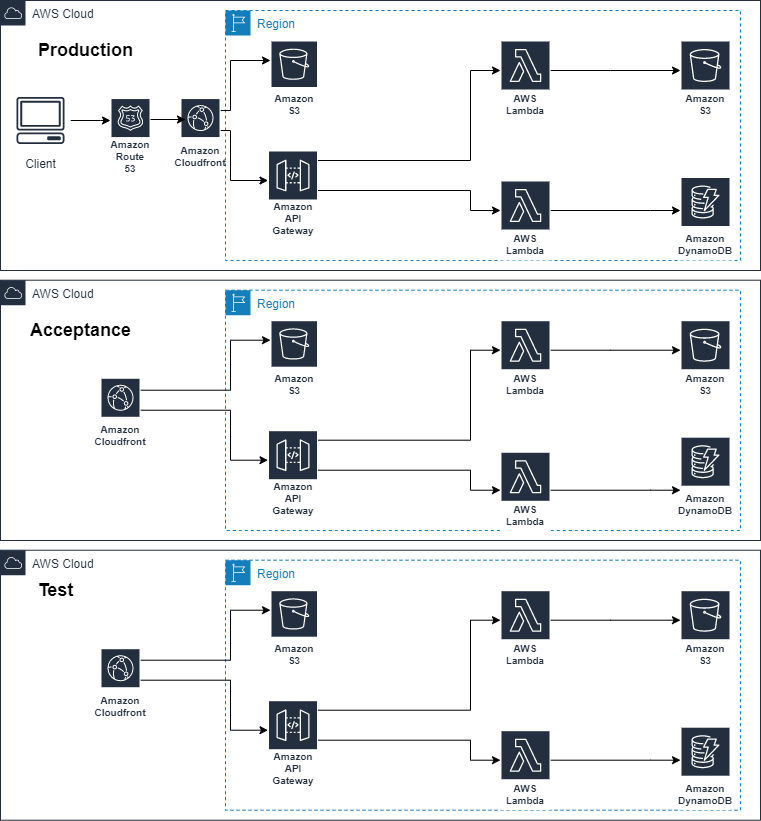 AWS Cloud
Region
Production
Amazon
S3
AWS
Lambda
Amazon
S3
Client
53
Amazon
Route
53
Amazon
Cloudfront
Amazon
API
Gateway
AWS
Lambda
Amazon
DynamoDB
AWS Cloud
Region
Acceptance
Amazon
S3
AWS
Lambda
Amazon
S3
Amazon
Cloudfront
Amazon
API
Gateway
AWS
Lambda
Amazon
DynamoDB
AWS Cloud
Region
Test
Amazon
S3
AWS
Lambda
Amazon
S3
Amazon
Cloudfront
Amazon
API
Gateway
AWS
Lambda
Amazon
DynamoDB